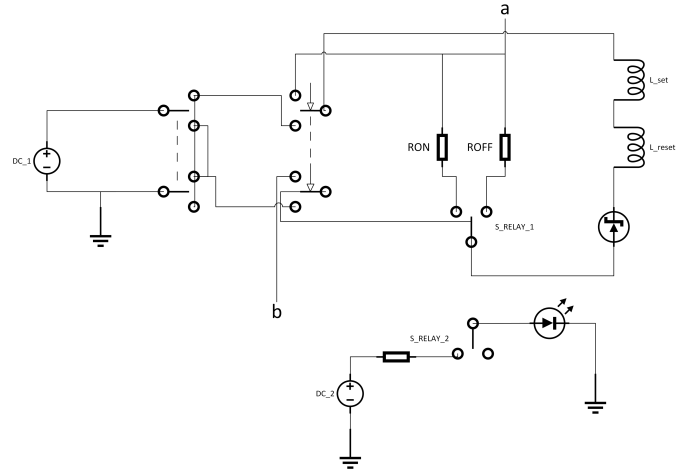 a
L_set
DC_1
RON
ROFF
L_reset
S_RELAY_1
b
S_RELAY_2
DC_2